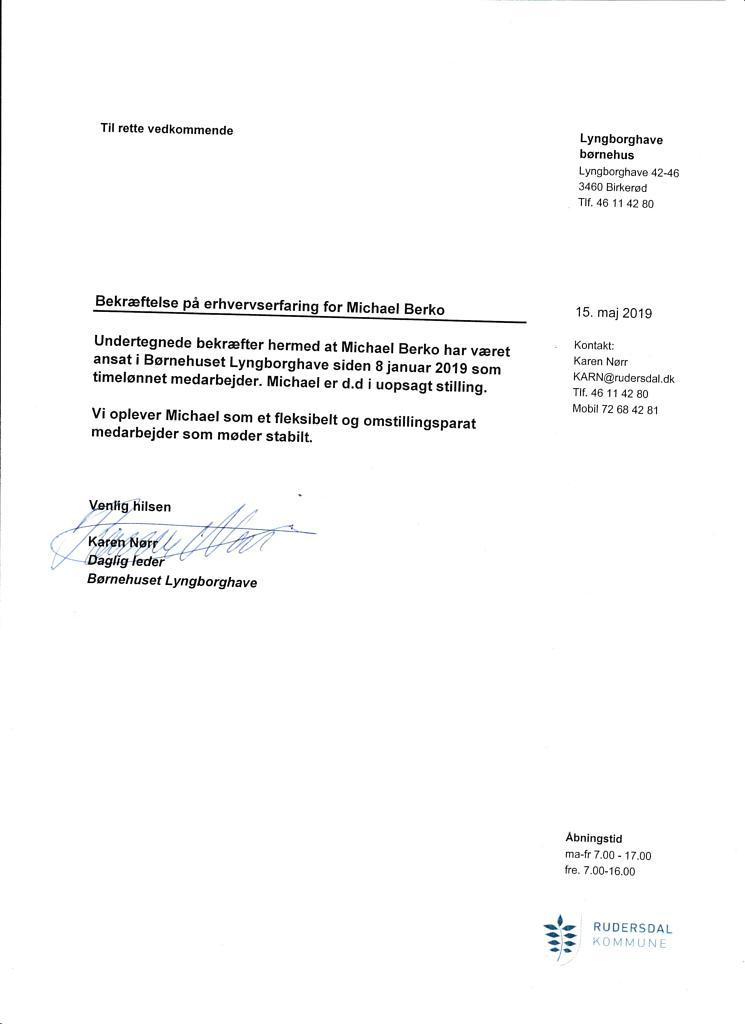 Til rette vedkommende
Lyngborghave
børnehus
Lyngborghave 42-46
3460 Birkerød
Tlf. 46 11 42 80
Bekræftelse på erhvervserfaring for Michael Berko
15. maj 2019
Undertegnede bekræfter hermed at Michael Berko har været
ansat i Børnehuset Lyngborghave siden 8 januar 2019 som
timelønnet medarbejder. Michael er d.d i uopsagt stilling.
Vi oplever Michael som et fleksibelt og omstillingsparat
medarbejder som møder stabilt.
Kontakt:
Karen Nørr
KARN@rudersdal.dk
Tlf. 46 11 42 80
Mobil 72 68 42 81
Venlig hilsen
Karen Nørr
Karen Nørr
Daglig leder
Børnehuset Lyngborghave
Åbningstid
ma-fr 7.00 - 17.00
fre. 7.00-16.00
RUDERSDAL
KOMMUNE